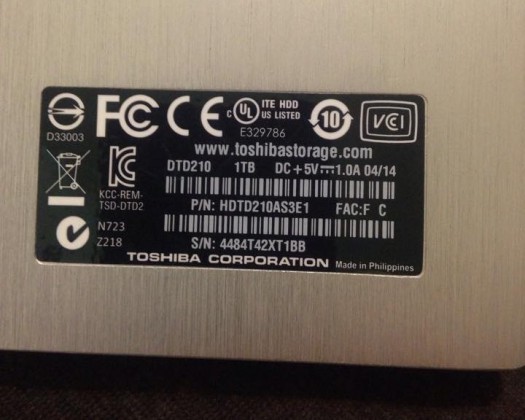 D33003
FC CE
c UL US LISTED ITE HDD
E329786
10
VCI
www.toshibastorage.com
DTD210 1TB DC+5V⎓1.0A 04/14
KCC-REM-
TSD-DTD2
P/N: HDTD210AS3E1 FAC:F C
N723
Z218
S/N: 4484T42XT1BB
TOSHIBA CORPORATION Made in Philippines